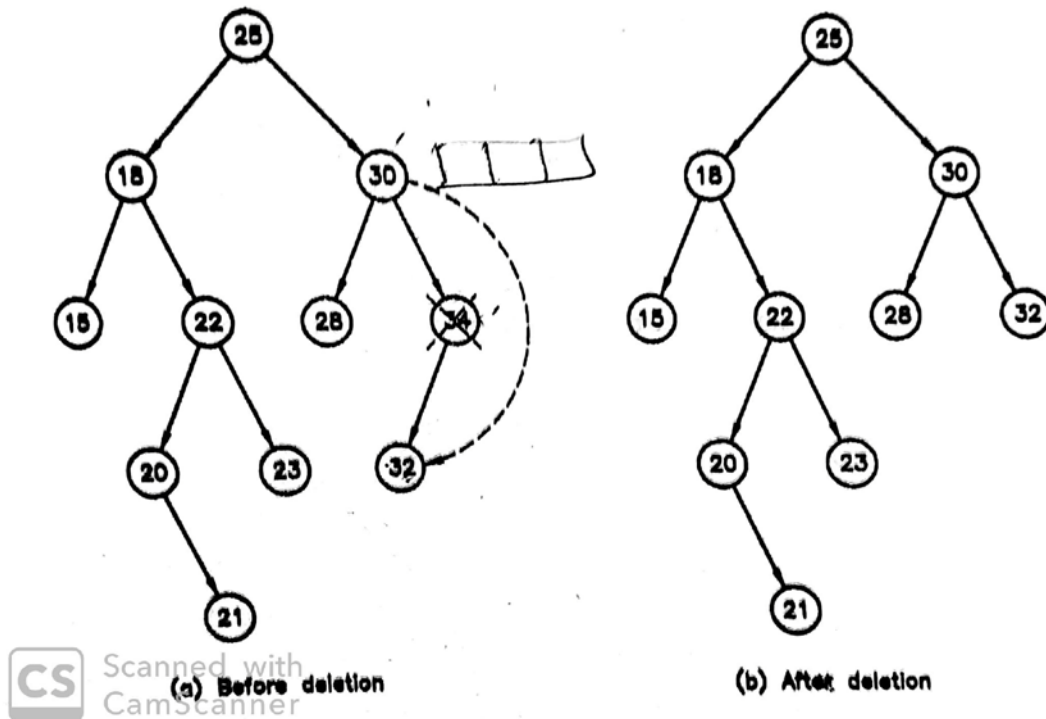 25 25
18 30 18 30
15 22 28 34 15 22 28 32
20 23 32 20 23
21 21
CS Scanned with CamScanner
(a) Before deletion (b) After deletion